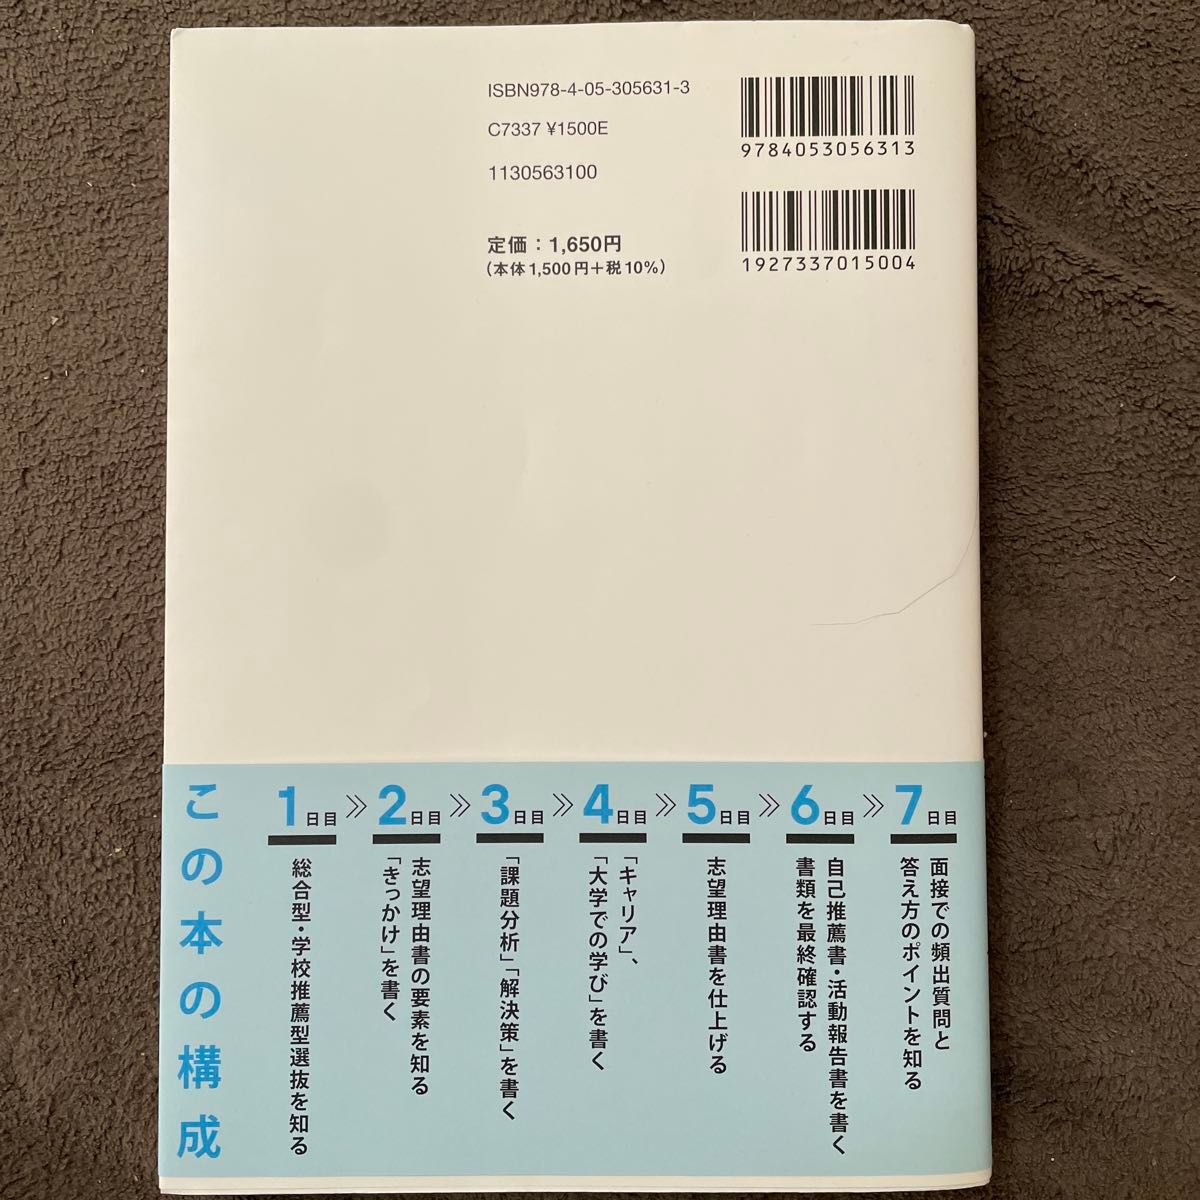 ISBN978-4-05-305631-3
C7337 ¥1500E
1130563100
定価：1,650円
（本体1,500円＋税10%）
9784053056313
1927337015004
この本の構成
1日目
総合型・学校推薦型選抜を知る
≫
2日目
志望理由書の要素を知る
「きっかけ」を書く
≫
3日目
「課題分析」「解決策」を書く
≫
4日目
「キャリア」、
「大学での学び」を書く
≫
5日目
志望理由書を仕上げる
≫
6日目
自己推薦書・活動報告書を書く
書類を最終確認する
≫
7日目
面接での頻出質問と
答え方のポイントを知る